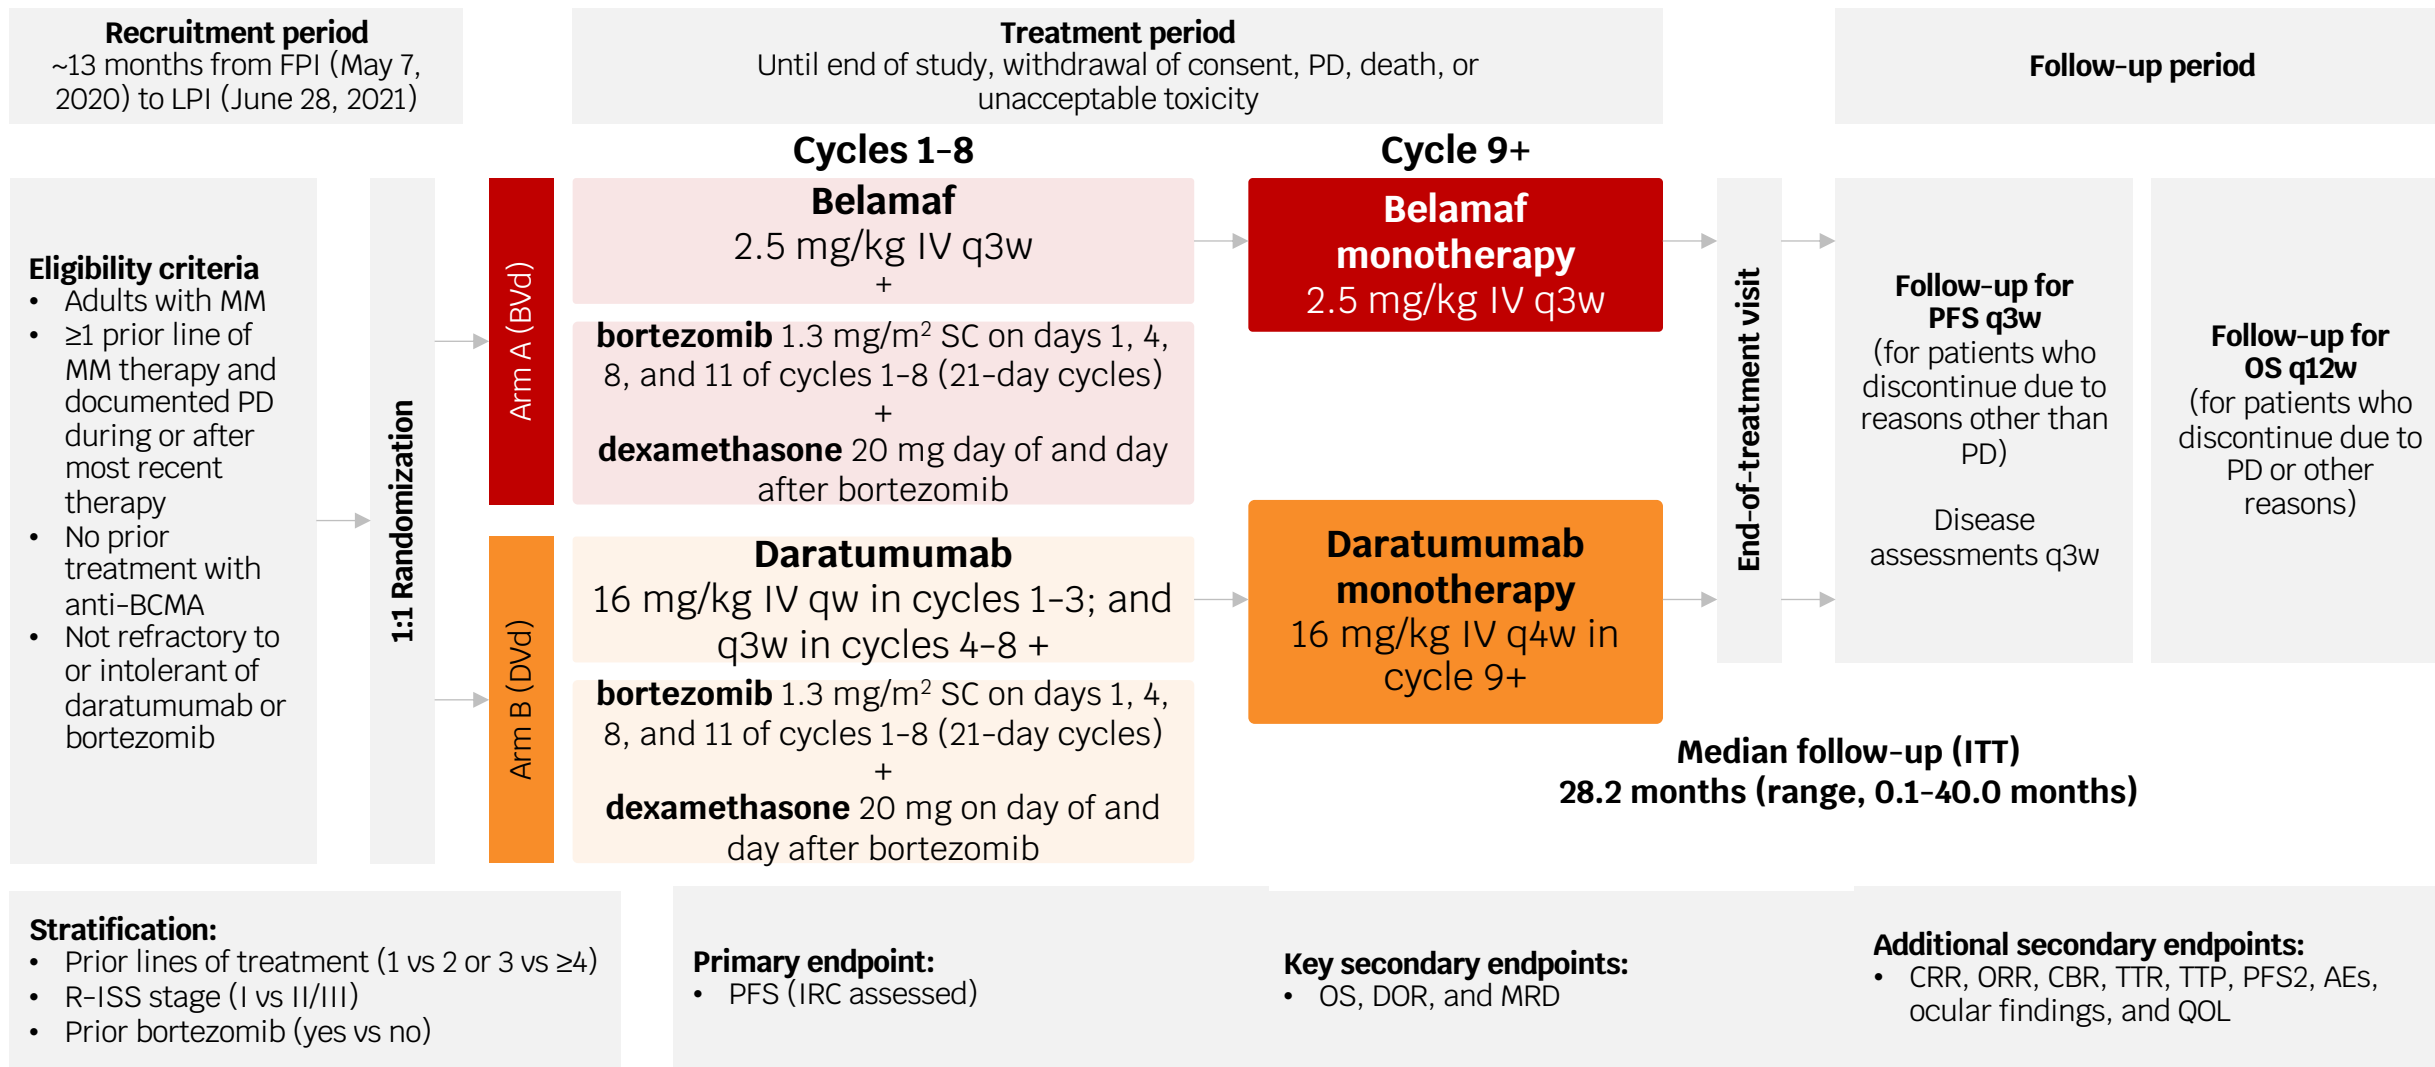 Recruitment period
~13 months from FPI (May 7,
2020) to LPI (June 28, 2021)
Treatment period
Until end of study, withdrawal of consent, PD, death, or
unacceptable toxicity
Follow-up period
Cycles 1-8
Cycle 9+
Eligibility criteria
• Adults with MM
• ≥1 prior line of
MM therapy and
documented PD
during or after
most recent
therapy
• No prior
treatment with
anti-BCMA
• Not refractory to
or intolerant of
daratumumab or
bortezomib
1:1 Randomization
Arm A (BVd)
Belamaf
2.5 mg/kg IV q3w
+
bortezomib 1.3 mg/m² SC on days 1, 4,
8, and 11 of cycles 1-8 (21-day cycles)
+
dexamethasone 20 mg day of and day
after bortezomib
Belamaf
monotherapy
2.5 mg/kg IV q3w
Arm B (DVd)
Daratumumab
16 mg/kg IV qw in cycles 1-3; and
q3w in cycles 4-8 +
bortezomib 1.3 mg/m² SC on days 1, 4,
8, and 11 of cycles 1-8 (21-day cycles)
+
dexamethasone 20 mg on day of and
day after bortezomib
Daratumumab
monotherapy
16 mg/kg IV q4w in
cycle 9+
End-of-treatment visit
Follow-up for
PFS q3w
(for patients who
discontinue due to
reasons other than
PD)
Disease
assessments q3w
Follow-up for
OS q12w
(for patients who
discontinue due to
PD or other
reasons)
Median follow-up (ITT)
28.2 months (range, 0.1-40.0 months)
Stratification:
• Prior lines of treatment (1 vs 2 or 3 vs ≥4)
• R-ISS stage (I vs II/III)
• Prior bortezomib (yes vs no)
Primary endpoint:
• PFS (IRC assessed)
Key secondary endpoints:
• OS, DOR, and MRD
Additional secondary endpoints:
• CRR, ORR, CBR, TTR, TTP, PFS2, AEs,
ocular findings, and QOL